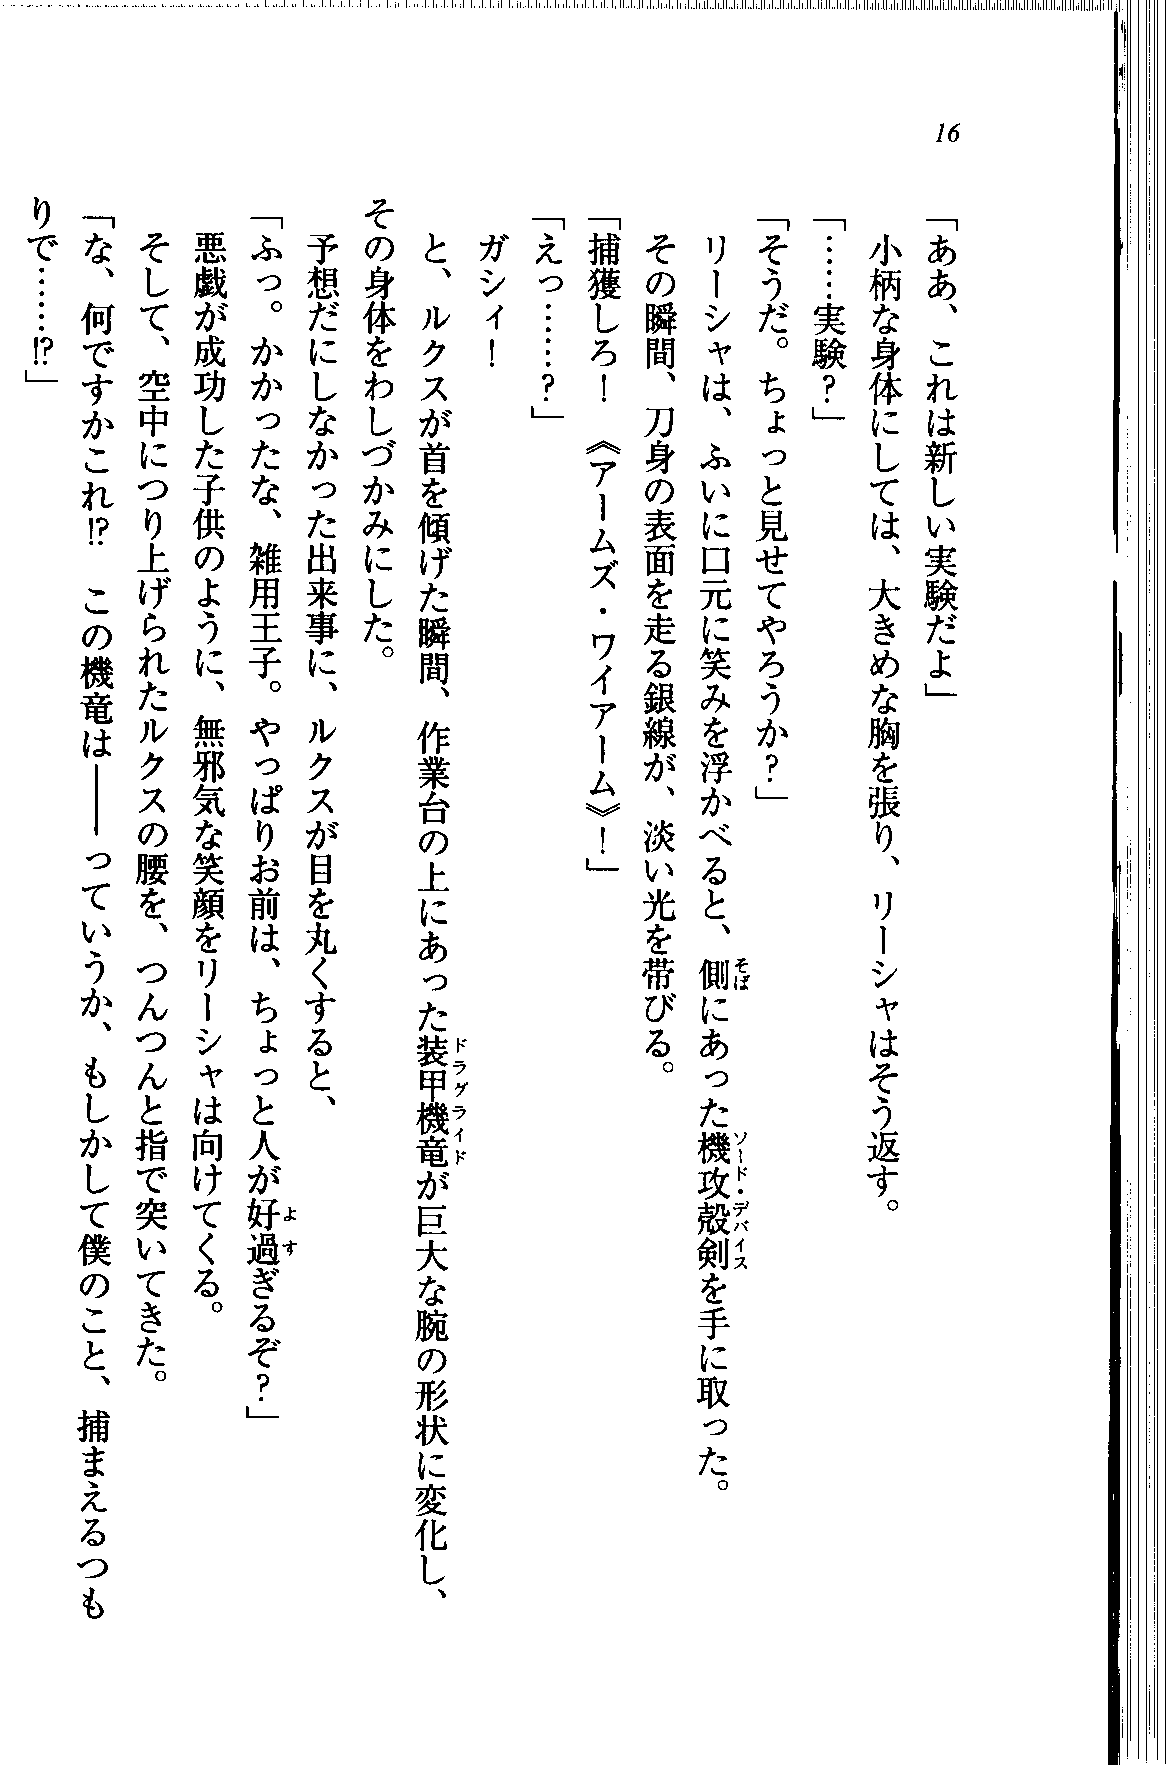 16
「ああ、これは新しい実験だよ」
小柄な身体にしては、大きめな胸を張り、リーシャはそう返す。
「……実験？」
「そうだ。ちょっと見せてやろうか？」
リーシャは、ふいに口元に笑みを浮かべると、側にあった機攻殻剣を手に取った。
そば
ソード・デバイス
その瞬間、刀身の表面を走る銀線が、淡い光を帯びる。
「捕獲しろ！　《アームズ・ワイアーム》！」
「えっ……？」
ガシィ！
と、ルクスが首を傾げた瞬間、作業台の上にあった装甲機竜が巨大な腕の形状に変化し、
ドラグライド
その身体をわしづかみにした。
予想だにしなかった出来事に、ルクスが目を丸くすると、
「ふっ。かかったな、雑用王子。やっぱりお前は、ちょっと人が好過ぎるぞ？」
よす
悪戯が成功した子供のように、無邪気な笑顔をリーシャは向けてくる。
そして、空中につり上げられたルクスの腰を、つんつんと指で突いてきた。
「な、何ですかこれ!?　この機竜は――っていうか、もしかして僕のこと、捕まえるつも
りで……!?」